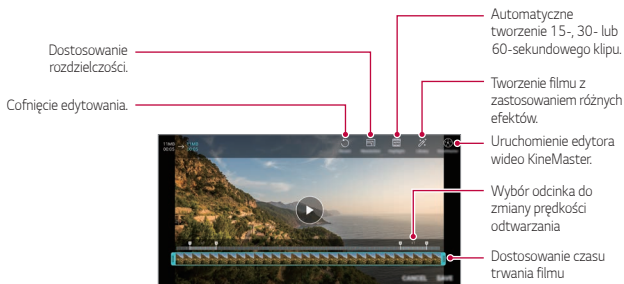 Automatyczne
tworzenie 15-, 30- lub
60-sekundowego klipu.
Dostosowanie
rozdzielczości.
Tworzenie filmu z
zastosowaniem różnych
efektów.
Cofnięcie edytowania.
Uruchomienie edytora
wideo KineMaster.
Wybór odcinka do
zmiany prędkości
odtwarzania
Dostosowanie czasu
trwania filmu
CANCEL SAVE